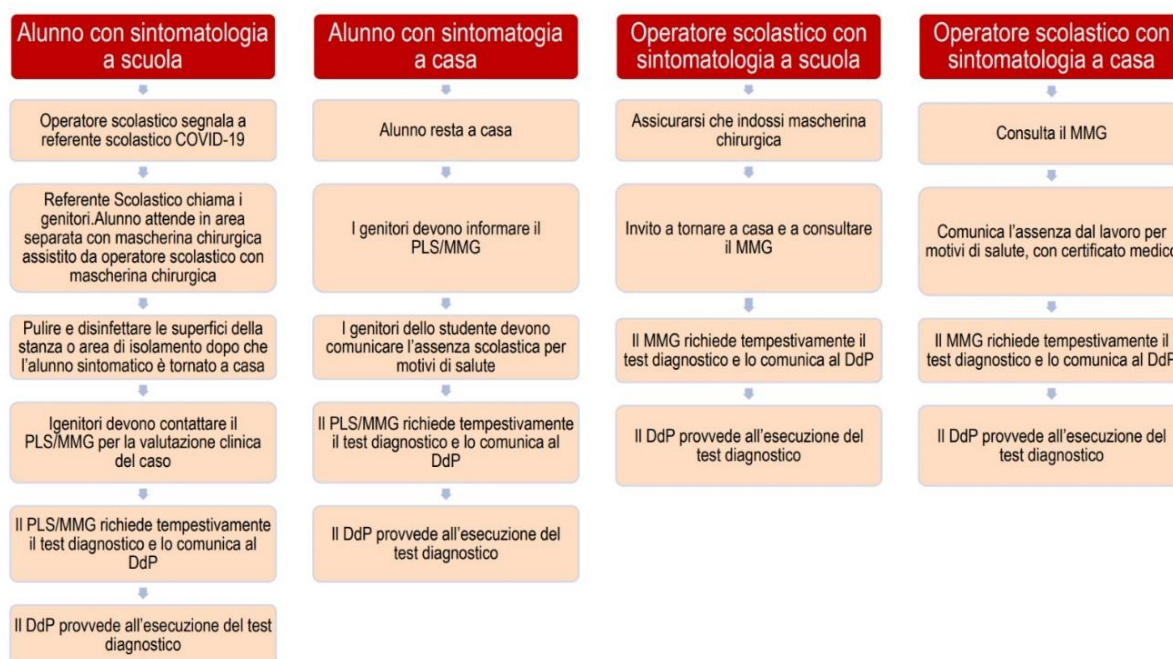 Alunno con sintomatologia
a scuola
Operatore scolastico segnala a
referente scolastico COVID-19
Referente Scolastico chiama i
genitori.Alunno attende in area
separata con mascherina chirurgica
assistito da operatore scolastico con
mascherina chirurgica
Pulire e disinfettare le superfici della
stanza o area di isolamento dopo che
l'alunno sintomatico è tornato a casa
Igenitori devono contattare il
PLS/MMG per la valutazione clinica
del caso
Il PLS/MMG richiede tempestivamente
il test diagnostico e lo comunica al
DdP
Il DdP provvede all'esecuzione del test
diagnostico
Alunno con sintomatogia
a casa
Alunno resta a casa
I genitori devono informare il
PLS/MMG
I genitori dello studente devono
comunicare l'assenza scolastica per
motivi di salute
Il PLS/MMG richiede tempestivamente
il test diagnostico e lo comunica al
DdP
Il DdP provvede all'esecuzione del
test diagnostico
Operatore scolastico con
sintomatologia a scuola
Assicurarsi che indossi mascherina
chirurgica
Invito a tornare a casa e a consultare
il MMG
Il MMG richiede tempestivamente il
test diagnostico e lo comunica al DdP
Il DdP provvede all'esecuzione del
test diagnostico
Operatore scolastico con
sintomatologia a casa
Consulta il MMG
Comunica l'assenza dal lavoro per
motivi di salute, con certificato medico
Il MMG richiede tempestivamente il
test diagnostico e lo comunica al DdP
Il DdP provvede all'esecuzione del
test diagnostico